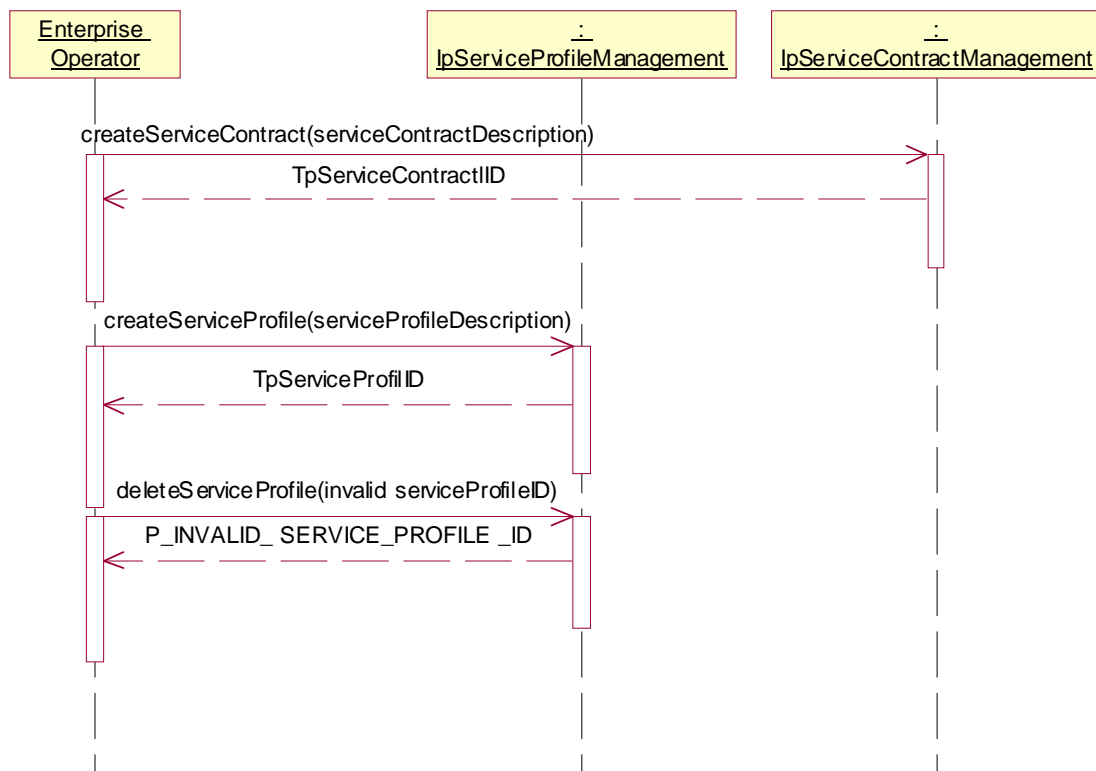 Enterprise
Operator
:
IpServiceProfileManagement
:
IpServiceContractManagement
createServiceContract(serviceContractDescription)
TpServiceContractIID
createServiceProfile(serviceProfileDescription)
TpServiceProfilID
deleteServiceProfile(invalid serviceProfileID)
P_INVALID_ SERVICE_PROFILE _ID